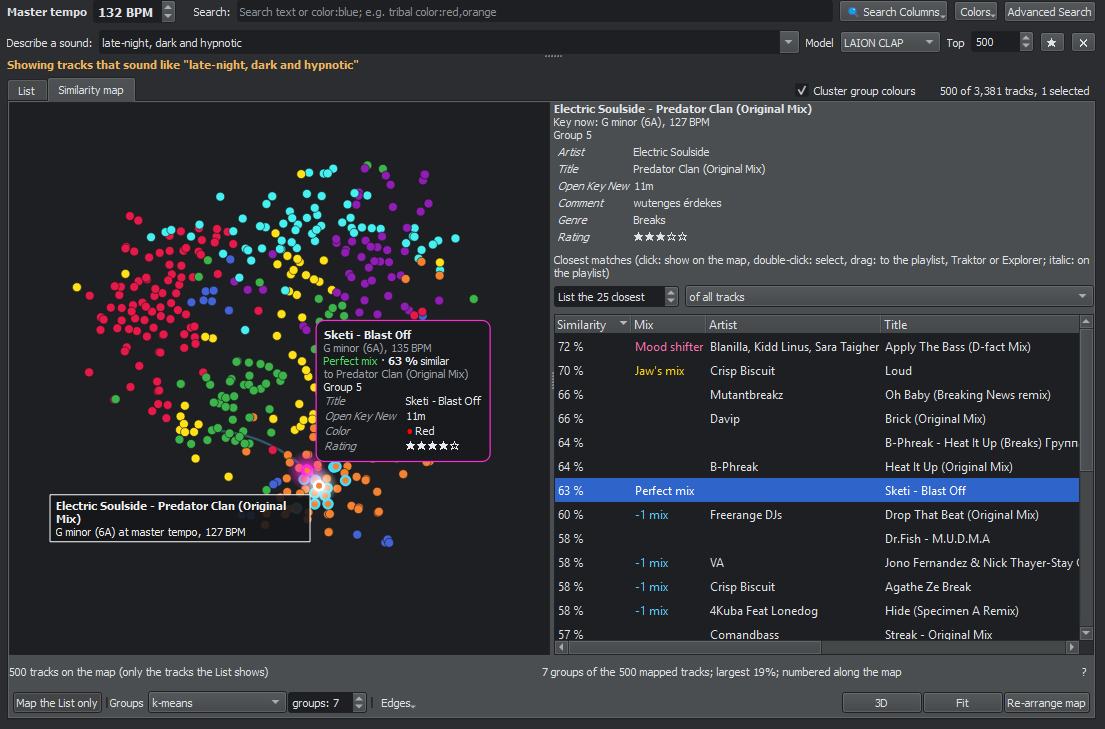 Master tempo 132 BPM Search: Search text or color:blue; e.g. tribal color:red,orange Search Columns Colors Advanced Search
Describe a sound: late-night, dark and hypnotic Model LAION CLAP Top 500 ★ ✕
Showing tracks that sound like "late-night, dark and hypnotic"
List Similarity map ✓ Cluster group colours 500 of 3,381 tracks, 1 selected
Electric Soulside - Predator Clan (Original Mix)
Key now: G minor (6A), 127 BPM
Group 5
Artist Electric Soulside
Title Predator Clan (Original Mix)
Open Key New 11m
Comment wutenges érdekes
Genre Breaks
Rating ★★★☆☆
Closest matches (click: show on the map, double-click: select, drag: to the playlist, Traktor or Explorer; italic: on
the playlist)
List the 25 closest of all tracks
Similarity Mix Artist Title
72 % Mood shifter Blanilla, Kidd Linus, Sara Taigher Apply The Bass (D-fact Mix)
70 % Jaw's mix Crisp Biscuit Loud
66 % Mutantbreakz Oh Baby (Breaking News remix)
66 % Davip Brick (Original Mix)
64 % B-Phreak - Heat It Up (Breaks) Групп
64 % B-Phreak Heat It Up (Original Mix)
63 % Perfect mix Sketi - Blast Off
60 % -1 mix Freerange DJs Drop That Beat (Original Mix)
58 % Dr.Fish - M.U.D.M.A
58 % -1 mix VA Jono Fernandez & Nick Thayer-Stay
58 % -1 mix Crisp Biscuit Agathe Ze Break
58 % -1 mix 4Kuba Feat Lonedog Hide (Specimen A Remix)
57 % Comandbass Streak - Original Mix
Sketi - Blast Off
G minor (6A), 135 BPM
Perfect mix · 63 % similar
to Predator Clan (Original Mix)
Group 5
Title Sketi - Blast Off
Open Key New 11m
Color Red
Rating ★★★★☆
Electric Soulside - Predator Clan (Original
Mix)
G minor (6A) at master tempo, 127 BPM
500 tracks on the map (only the tracks the List shows) 7 groups of the 500 mapped tracks; largest 19%; numbered along the map ?
Map the List only Groups k-means groups: 7 Edges 3D Fit Re-arrange map